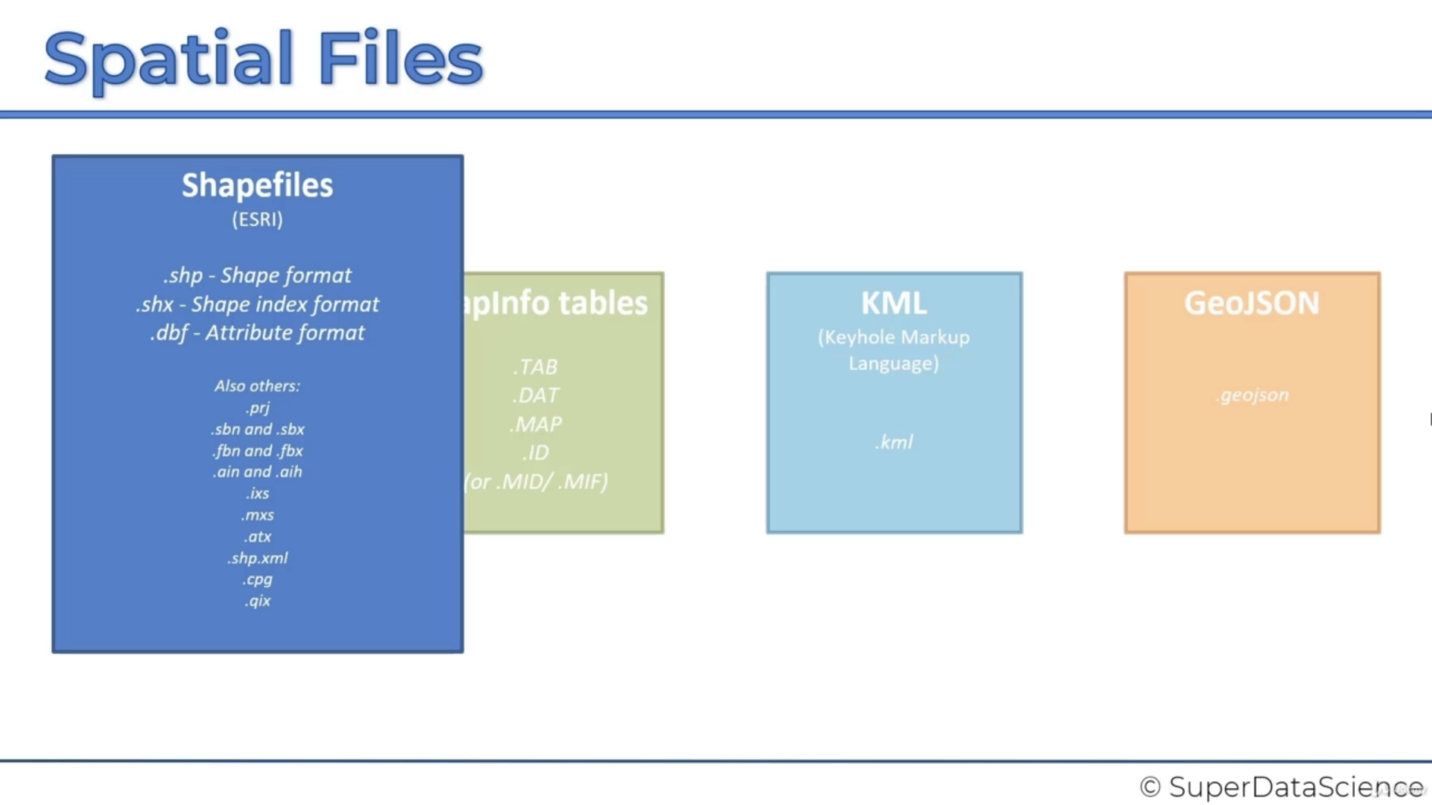 Spatial Files
Shapefiles
(ESRI)
.shp - Shape format
.shx - Shape index format
.dbf - Attribute format
Also others:
.prj
.sbn and .sbx
.fbn and .fbx
.ain and .aih
.ixs
.mxs
.atx
.shp.xml
.cpg
.qix
apInfo tables
.TAB
.DAT
.MAP
.ID
(or .MID/ .MIF)
KML
(Keyhole Markup
Language)
.kml
GeoJSON
.geojson
© SuperDataScience